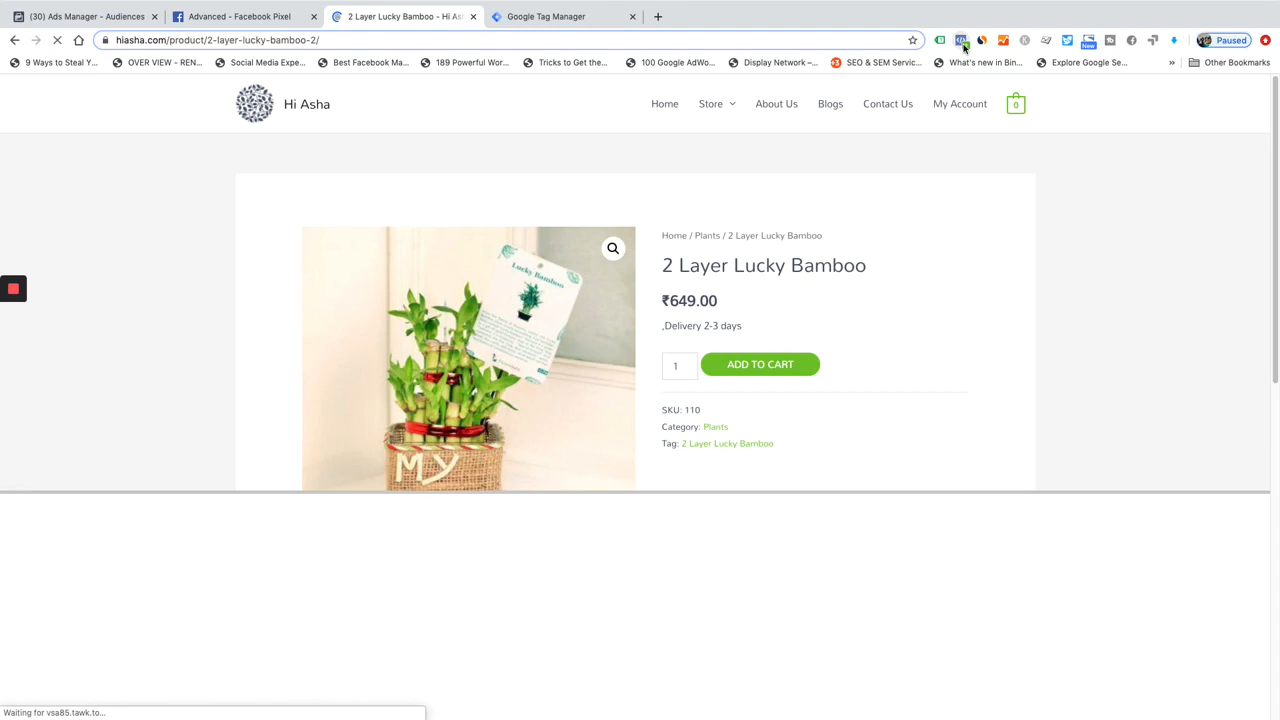 (30) Ads Manager - Audiences
Advanced - Facebook Pixel
2 Layer Lucky Bamboo - Hi As
Google Tag Manager
hiasha.com/product/2-layer-lucky-bamboo-2/
New
Paused
9 Ways to Steal Y...
OVER VIEW - REN...
Social Media Expe...
Best Facebook Ma...
189 Powerful Wor...
Tricks to Get the...
100 Google AdWo...
Display Network –...
SEO & SEM Servic...
What's new in Bin...
Explore Google Se...
»
Other Bookmarks
Hi Asha
Home
Store
About Us
Blogs
Contact Us
My Account
0
Home / Plants / 2 Layer Lucky Bamboo
2 Layer Lucky Bamboo
₹649.00
,Delivery 2-3 days
1
ADD TO CART
SKU: 110
Category: Plants
Tag: 2 Layer Lucky Bamboo
Lucky Bamboo
MY
Waiting for vsa85.tawk.to...